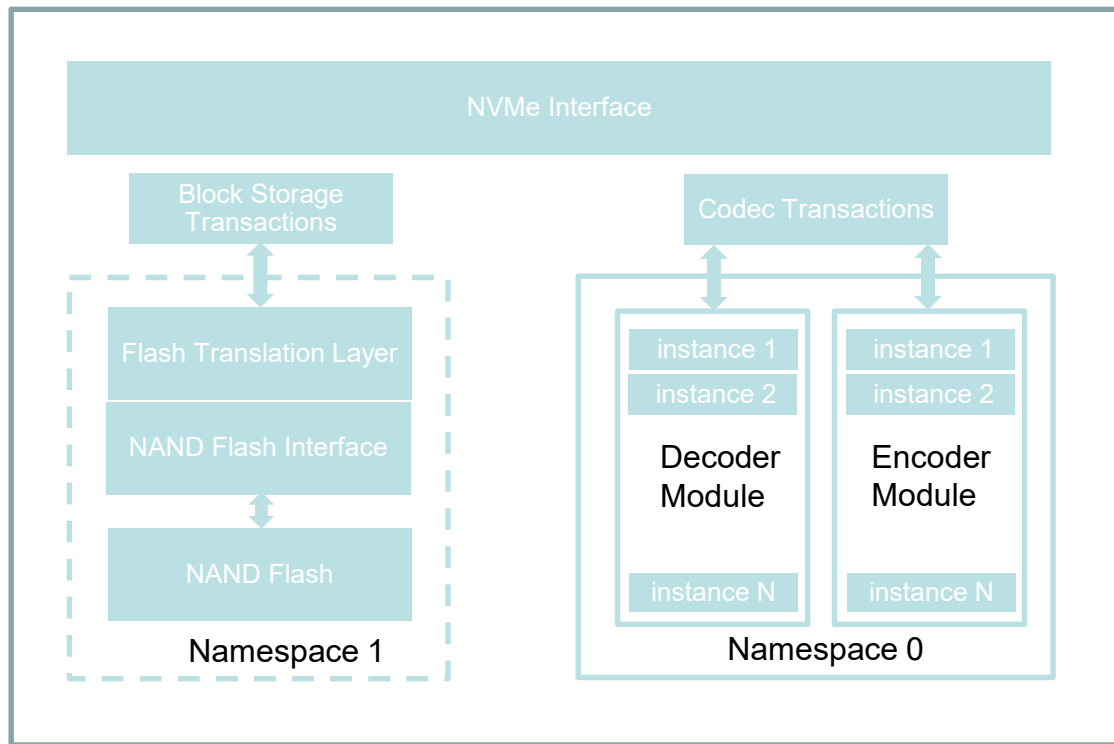 NVMe Interface
Block Storage
Transactions
Codec Transactions
Flash Translation Layer
NAND Flash Interface
NAND Flash
Namespace 1
instance 1
instance 2
Decoder
Module
instance N
instance 1
instance 2
Encoder
Module
instance N
Namespace 0